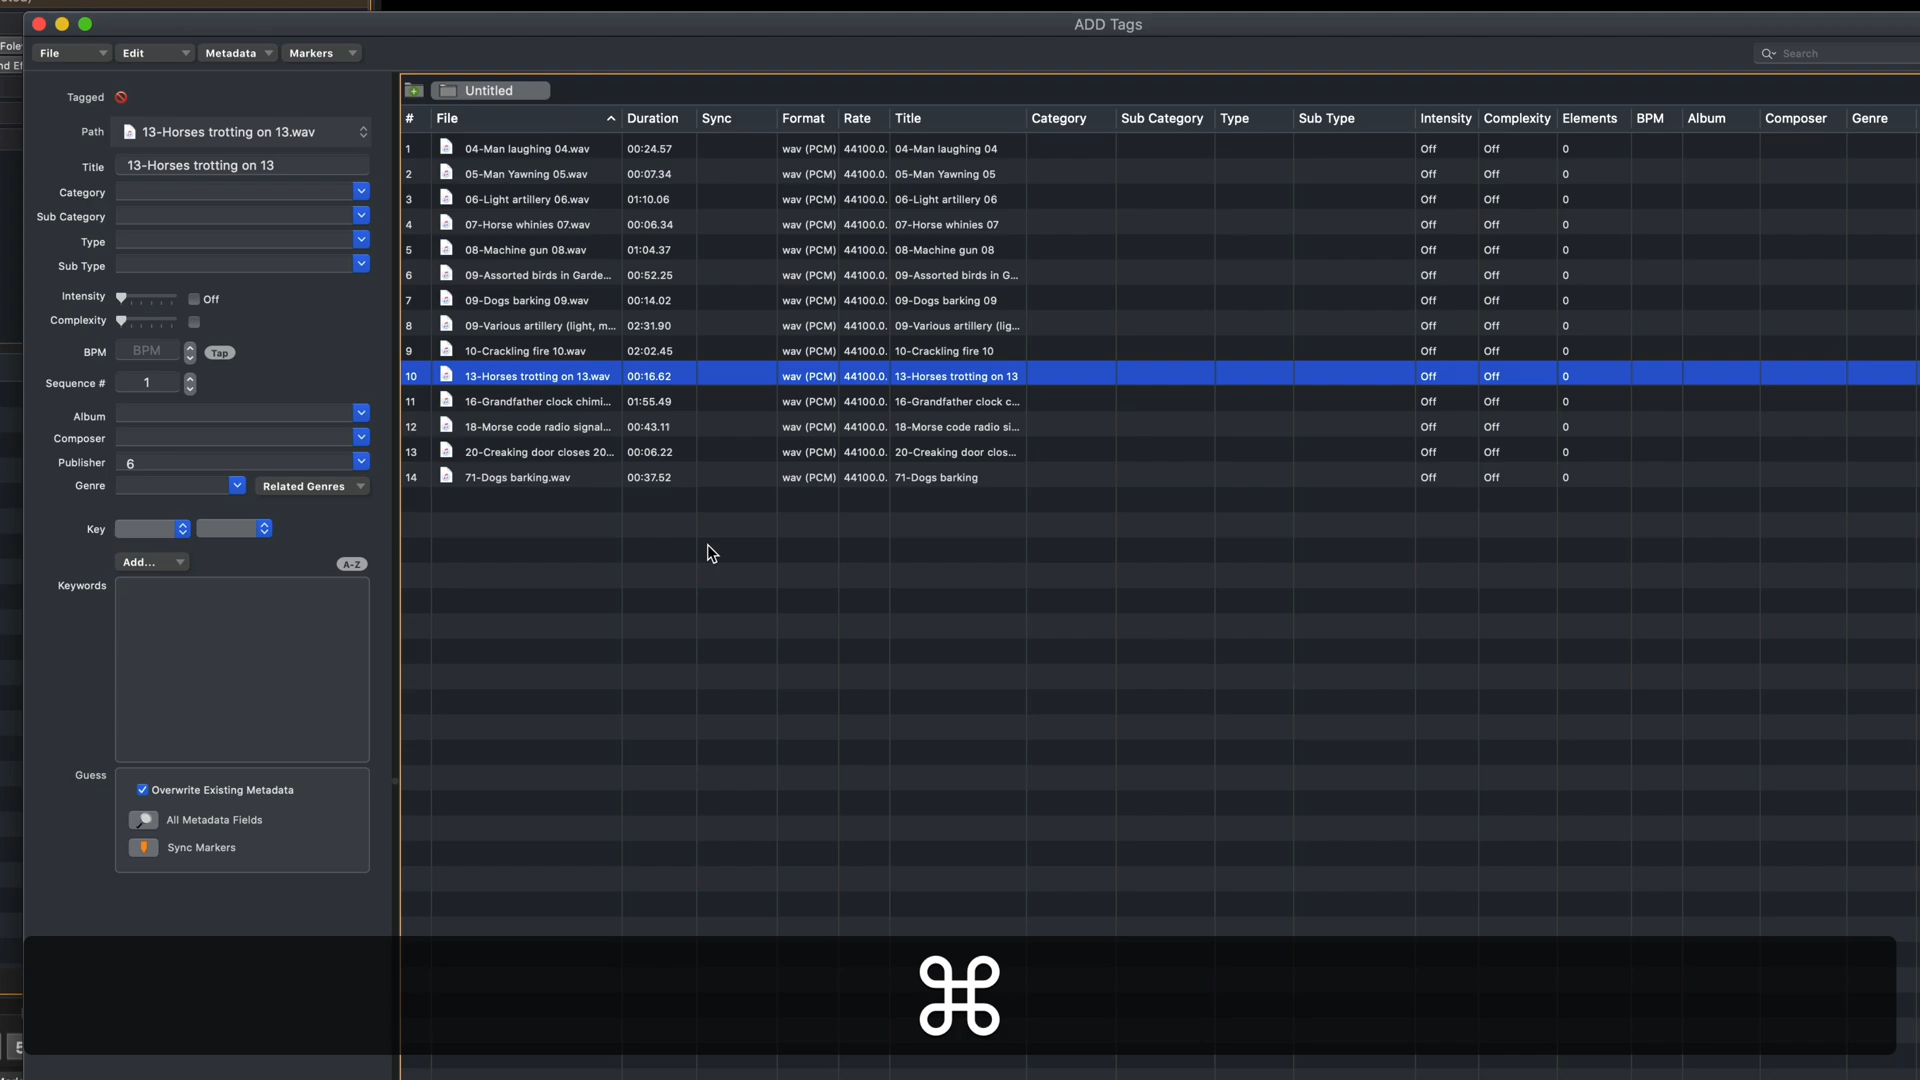 ADD Tags
File Edit Metadata Markers
Search
Tagged
Path 13-Horses trotting on 13.wav
Title 13-Horses trotting on 13
Category
Sub Category
Type
Sub Type
Intensity Off
Complexity
BPM BPM Tap
Sequence # 1
Album
Composer
Publisher 6
Genre Related Genres
Key
Add... A-Z
Keywords
Guess
Overwrite Existing Metadata
All Metadata Fields
Sync Markers
Untitled
# File Duration Sync Format Rate Title Category Sub Category Type Sub Type Intensity Complexity Elements BPM Album Composer Genre
1 04-Man laughing 04.wav 00:24.57 wav (PCM) 44100.0. 04-Man laughing 04 Off Off 0
2 05-Man Yawning 05.wav 00:07.34 wav (PCM) 44100.0. 05-Man Yawning 05 Off Off 0
3 06-Light artillery 06.wav 01:10.06 wav (PCM) 44100.0. 06-Light artillery 06 Off Off 0
4 07-Horse whinies 07.wav 00:06.34 wav (PCM) 44100.0. 07-Horse whinies 07 Off Off 0
5 08-Machine gun 08.wav 01:04.37 wav (PCM) 44100.0. 08-Machine gun 08 Off Off 0
6 09-Assorted birds in Garde... 00:52.25 wav (PCM) 44100.0. 09-Assorted birds in G... Off Off 0
7 09-Dogs barking 09.wav 00:14.02 wav (PCM) 44100.0. 09-Dogs barking 09 Off Off 0
8 09-Various artillery (light, m... 02:31.90 wav (PCM) 44100.0. 09-Various artillery (lig... Off Off 0
9 10-Crackling fire 10.wav 02:02.45 wav (PCM) 44100.0. 10-Crackling fire 10 Off Off 0
10 13-Horses trotting on 13.wav 00:16.62 wav (PCM) 44100.0. 13-Horses trotting on 13 Off Off 0
11 16-Grandfather clock chimi... 01:55.49 wav (PCM) 44100.0. 16-Grandfather clock c... Off Off 0
12 18-Morse code radio signal... 00:43.11 wav (PCM) 44100.0. 18-Morse code radio si... Off Off 0
13 20-Creaking door closes 20... 00:06.22 wav (PCM) 44100.0. 20-Creaking door clos... Off Off 0
14 71-Dogs barking.wav 00:37.52 wav (PCM) 44100.0. 71-Dogs barking Off Off 0
⌘